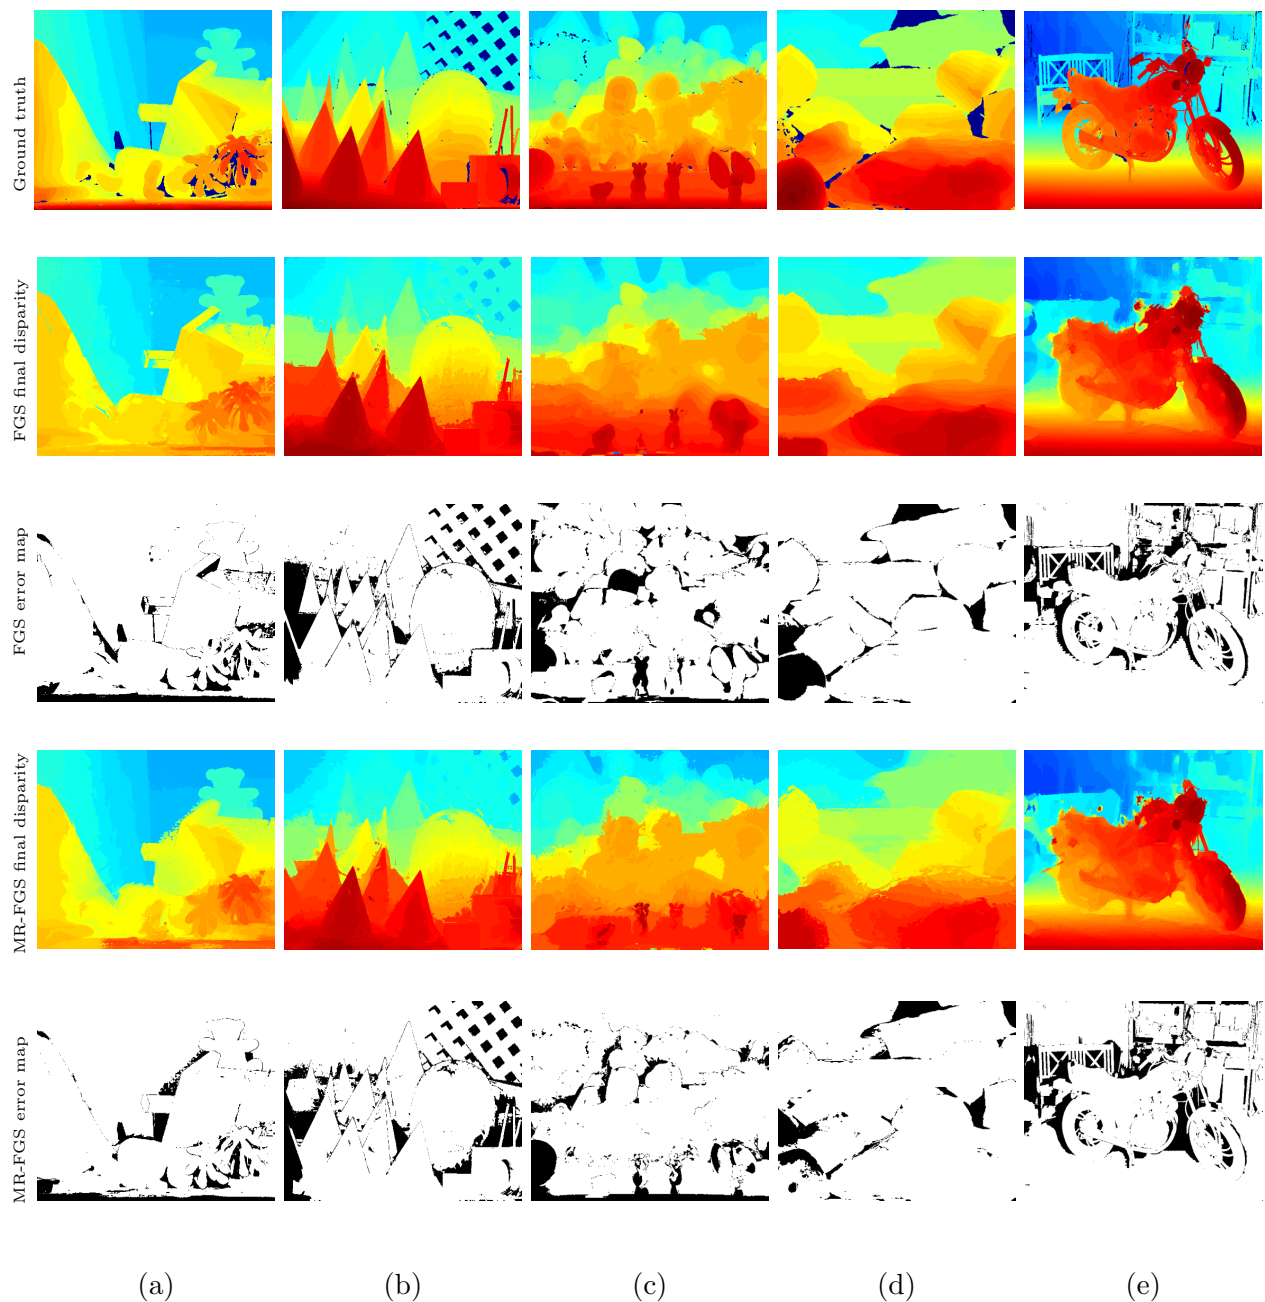 Ground truth
FGS final disparity
FGS error map
MR-FGS final disparity
MR-FGS error map
(a) (b) (c) (d) (e)